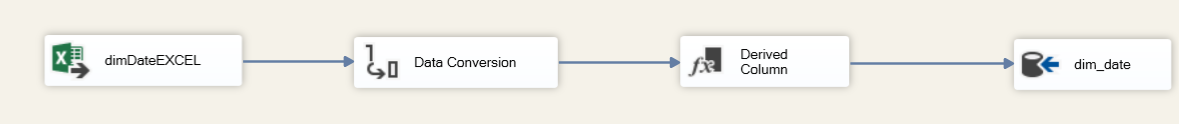 dimDateEXCEL
Data Conversion
Derived
Column
dim_date